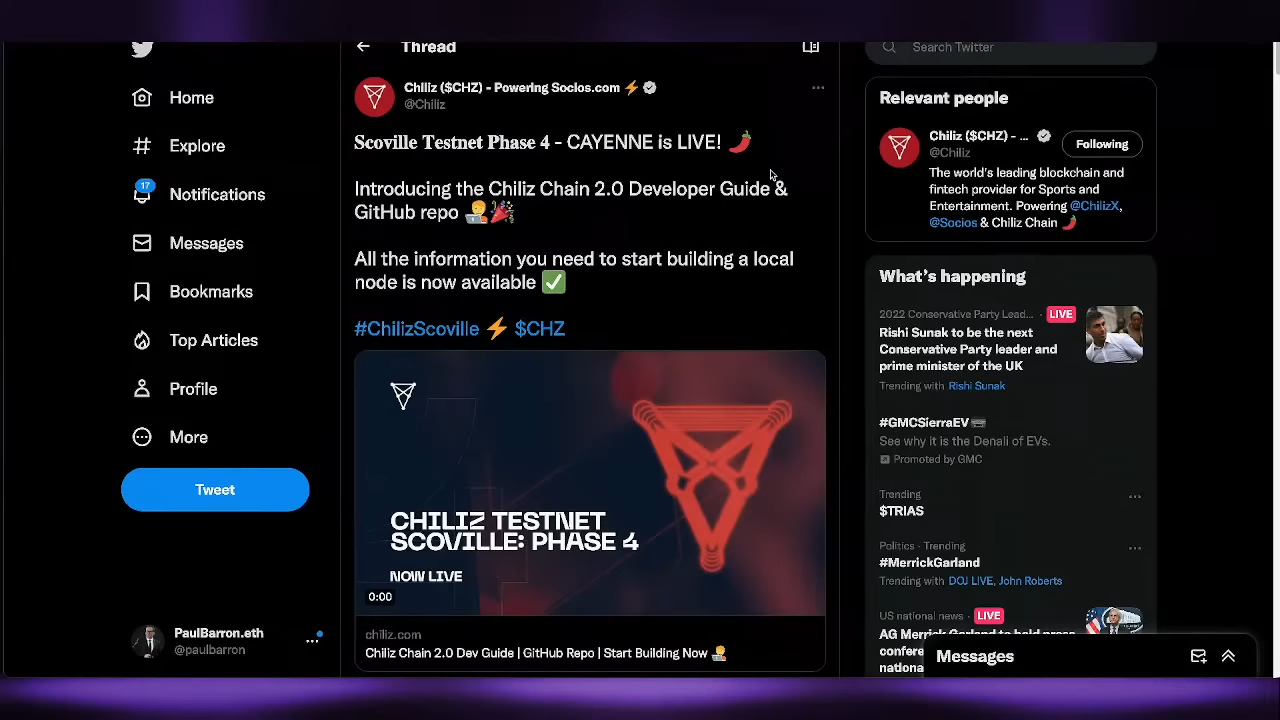 Home
Explore
17
Notifications
Messages
Bookmarks
Top Articles
Profile
More
Tweet
PaulBarron.eth
@paulbarron
Thread
Chiliz ($CHZ) - Powering Socios.com ⚡
@Chiliz
𝐒𝐜𝐨𝐯𝐢𝐥𝐥𝐞 𝐓𝐞𝐬𝐭𝐧𝐞𝐭 𝐏𝐡𝐚𝐬𝐞 𝟒 - CAYENNE is LIVE! 🌶️
Introducing the Chiliz Chain 2.0 Developer Guide &
GitHub repo 🧑‍💻🎉
All the information you need to start building a local
node is now available ✅
#ChilizScoville ⚡ $CHZ
CHILIZ TESTNET
SCOVILLE: PHASE 4
NOW LIVE
0:00
chiliz.com
Chiliz Chain 2.0 Dev Guide | GitHub Repo | Start Building Now 🧑‍💻
Search Twitter
Relevant people
Chiliz ($CHZ) - ...
@Chiliz
Following
The world's leading blockchain and
fintech provider for Sports and
Entertainment. Powering @ChilizX,
@Socios & Chiliz Chain 🌶️
What's happening
2022 Conservative Party Lead... · LIVE
Rishi Sunak to be the next
Conservative Party leader and
prime minister of the UK
Trending with Rishi Sunak
#GMCSierraEV
See why it is the Denali of EVs.
Promoted by GMC
Trending
$TRIAS
Politics · Trending
#MerrickGarland
Trending with DOJ LIVE, John Roberts
US national news · LIVE
AG Merrick Garland to hold press
confere
nationa
Messages